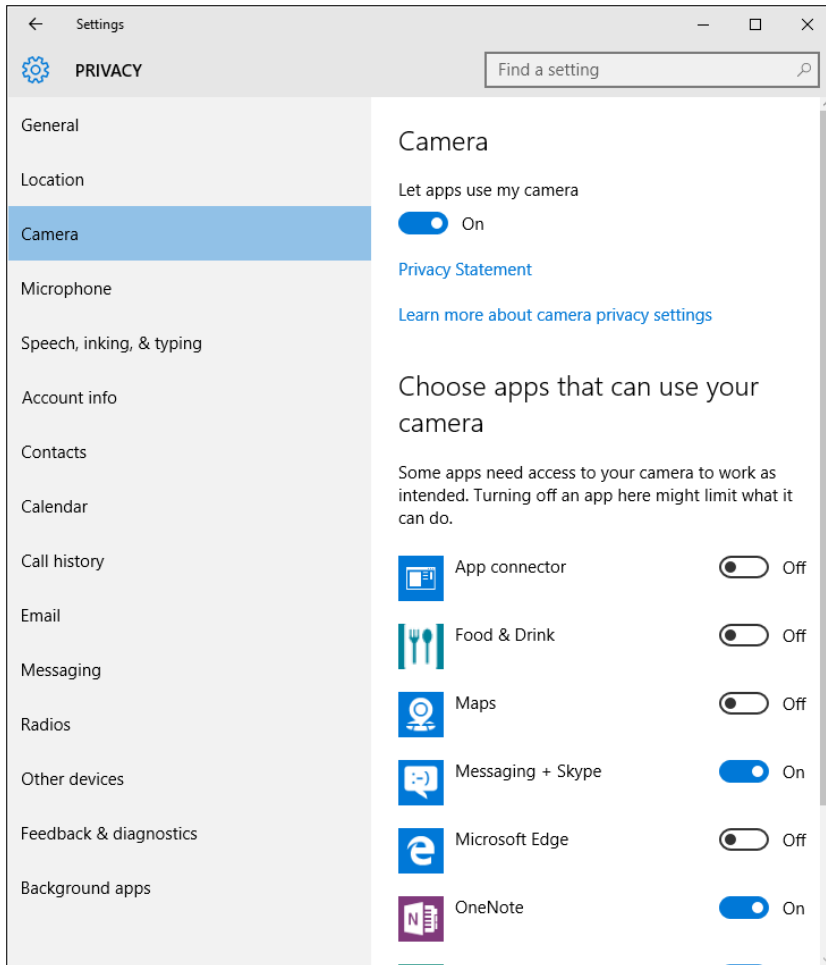 Settings
PRIVACY
Find a setting
General
Location
Camera
Microphone
Speech, inking, & typing
Account info
Contacts
Calendar
Call history
Email
Messaging
Radios
Other devices
Feedback & diagnostics
Background apps
Camera
Let apps use my camera
On
Privacy Statement
Learn more about camera privacy settings
Choose apps that can use your
camera
Some apps need access to your camera to work as
intended. Turning off an app here might limit what it
can do.
App connector Off
Food & Drink Off
Maps Off
:-)
Messaging + Skype On
Microsoft Edge Off
N
OneNote On